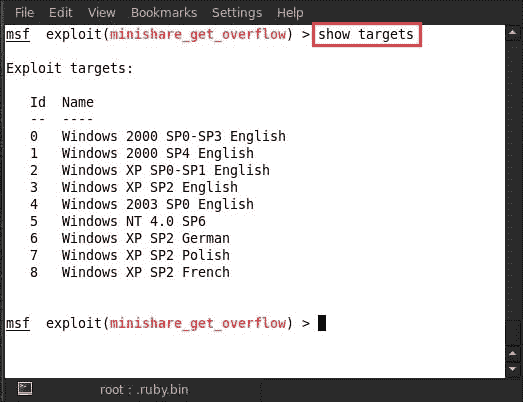 File Edit View Bookmarks Settings Help
msf exploit(minishare_get_overflow) > show targets
Exploit targets:
Id Name
-- ----
0 Windows 2000 SP0-SP3 English
1 Windows 2000 SP4 English
2 Windows XP SP0-SP1 English
3 Windows XP SP2 English
4 Windows 2003 SP0 English
5 Windows NT 4.0 SP6
6 Windows XP SP2 German
7 Windows XP SP2 Polish
8 Windows XP SP2 French
msf exploit(minishare_get_overflow) >
root : .ruby.bin